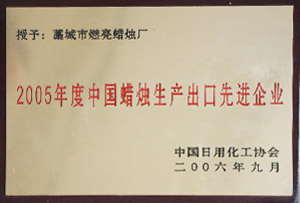 授予：藁城市燃亮蜡烛厂
2005年度中国蜡烛生产出口先进企业
中国日用化工协会
二00六年九月